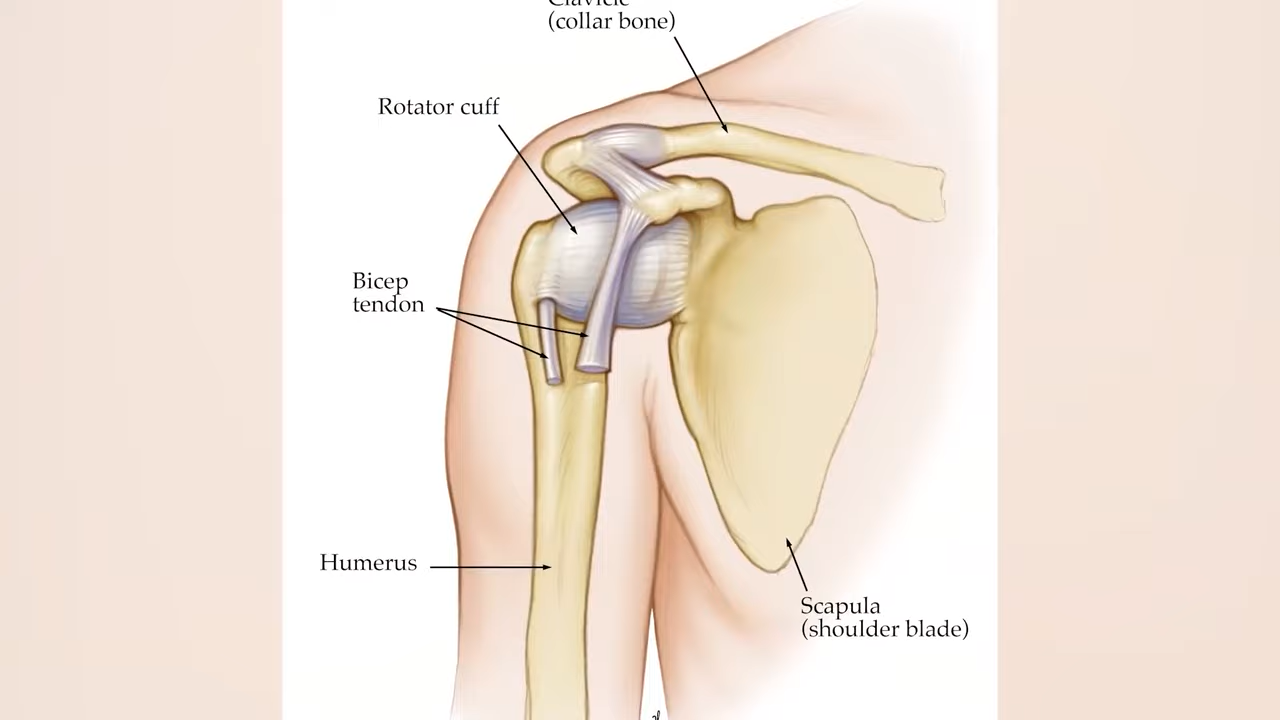 Clavicle
(collar bone)
Rotator cuff
Bicep
tendon
Humerus
Scapula
(shoulder blade)